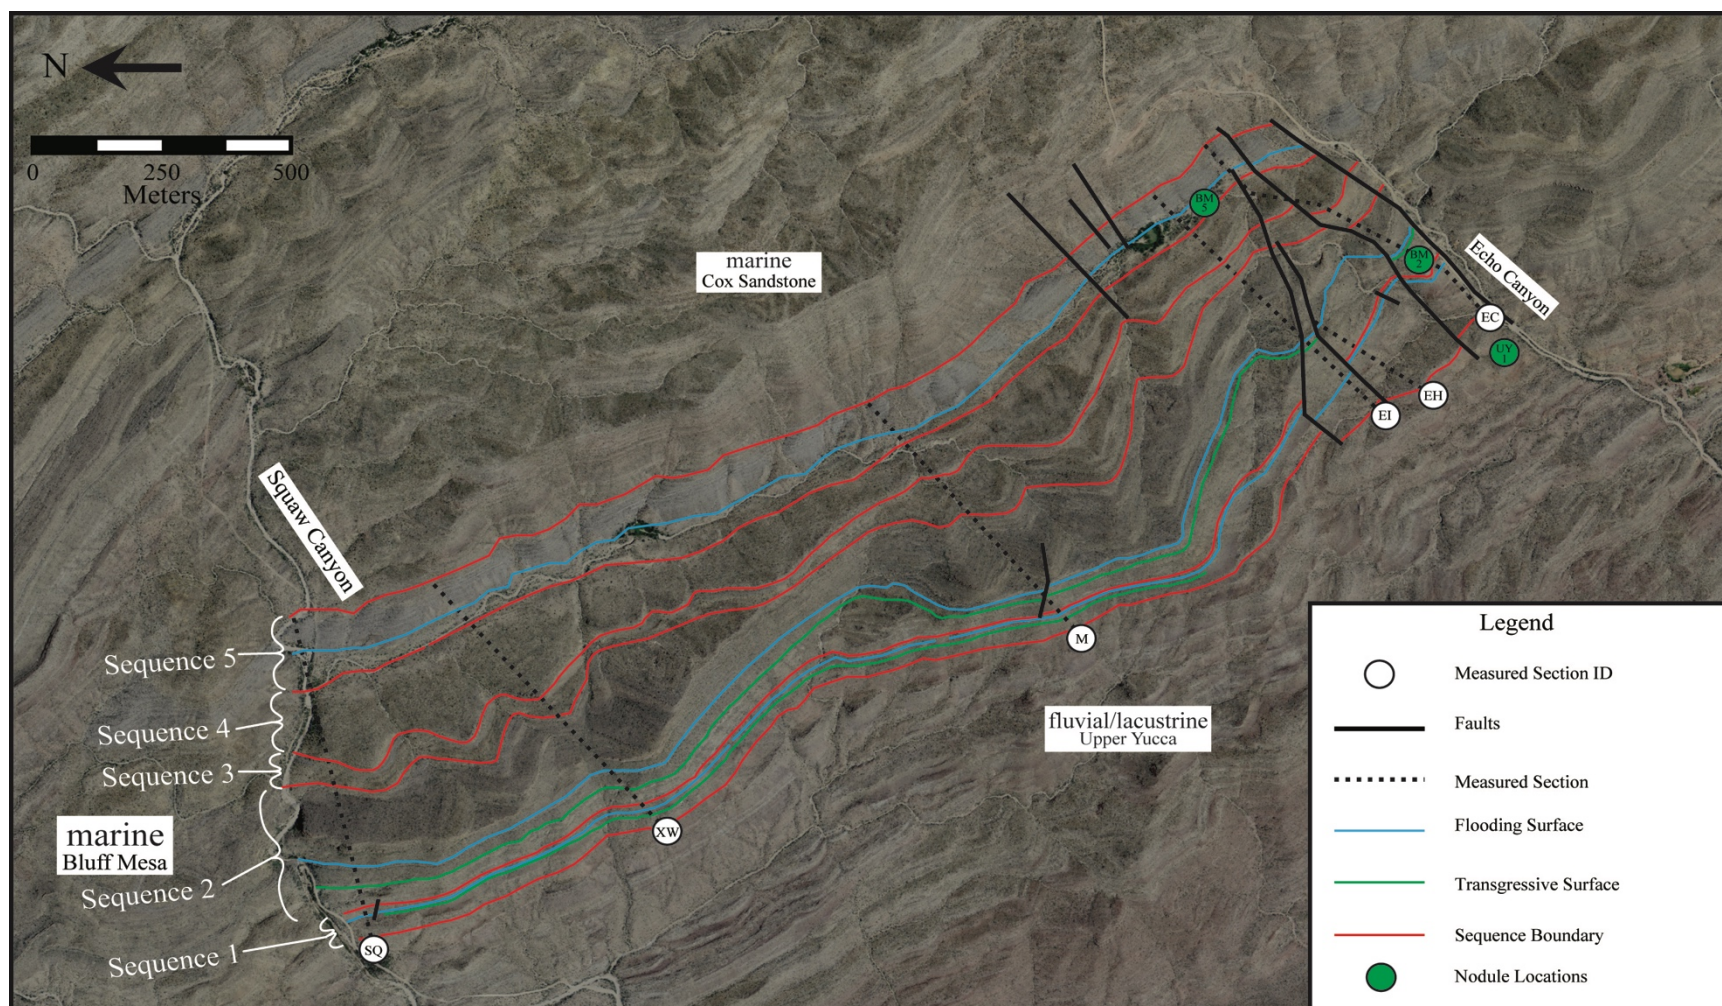 N
0 250 500
Meters
marine
Cox Sandstone
BM
5
BM
2
Echo Canyon
EC
UY
1
EH
EI
Squaw Canyon
M
Sequence 5
Sequence 4
Sequence 3
marine
Bluff Mesa
Sequence 2
Sequence 1
fluvial/lacustrine
Upper Yucca
XW
SQ
Legend
Measured Section ID
Faults
Measured Section
Flooding Surface
Transgressive Surface
Sequence Boundary
Nodule Locations